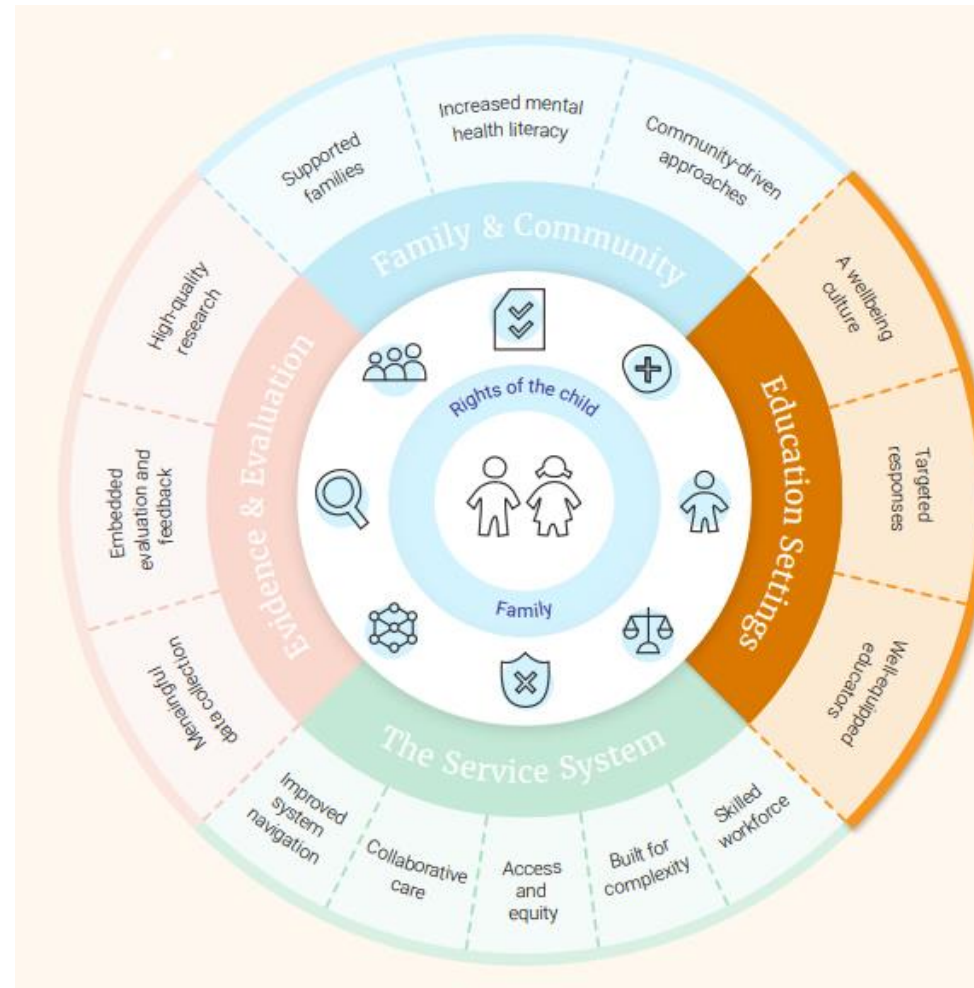 Supported
families
Increased mental
health literacy
Community-driven
approaches
Family & Community
A wellbeing
culture
Targeted
responses
Well-equipped
educators
Education Settings
Skilled
workforce
Built for
complexity
Access
and
equity
Collaborative
care
Improved
system
navigation
The Service System
Menaingful
data collection
Embedded
evaluation and
feedback
High-quality
research
Evidence & Evaluation
Rights of the child
Family